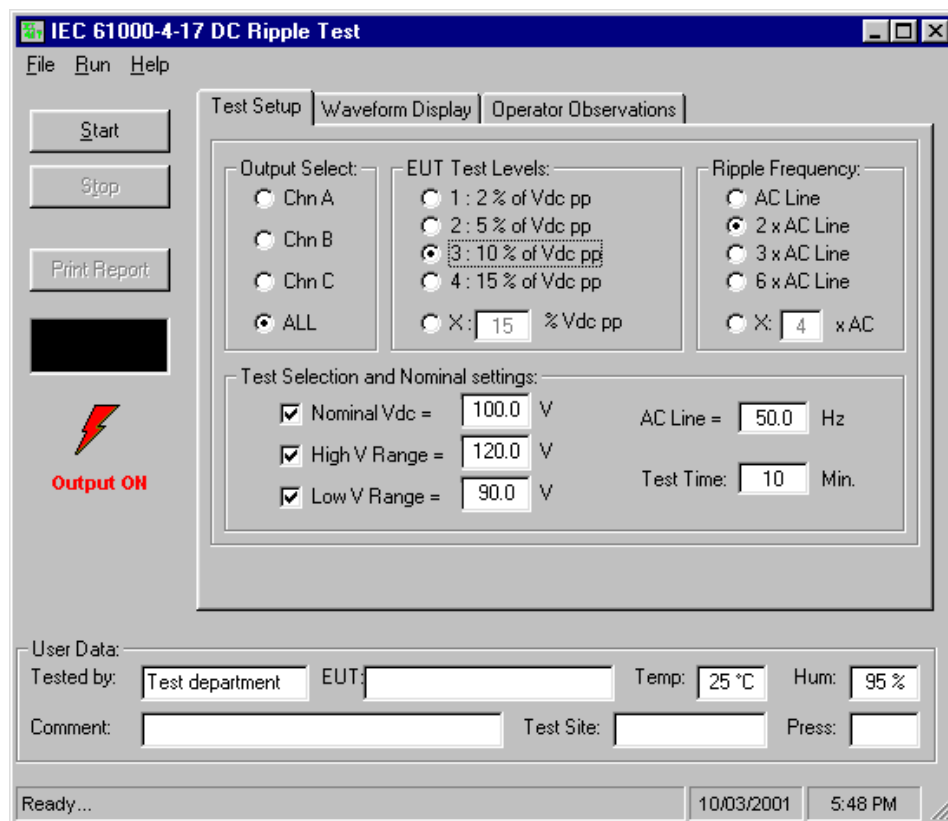 IEC 61000-4-17 DC Ripple Test
File Run Help
Start
Stop
Print Report
Output ON
Test Setup Waveform Display Operator Observations
Output Select:
Chn A
Chn B
Chn C
ALL
EUT Test Levels:
1 : 2 % of Vdc pp
2 : 5 % of Vdc pp
3 : 10 % of Vdc pp
4 : 15 % of Vdc pp
X : 15 % Vdc pp
Ripple Frequency:
AC Line
2 x AC Line
3 x AC Line
6 x AC Line
X: 4 x AC
Test Selection and Nominal settings:
Nominal Vdc = 100.0 V
High V Range = 120.0 V
Low V Range = 90.0 V
AC Line = 50.0 Hz
Test Time: 10 Min.
User Data:
Tested by: Test department EUT: Temp: 25 °C Hum: 95 %
Comment: Test Site: Press:
Ready... 10/03/2001 5:48 PM